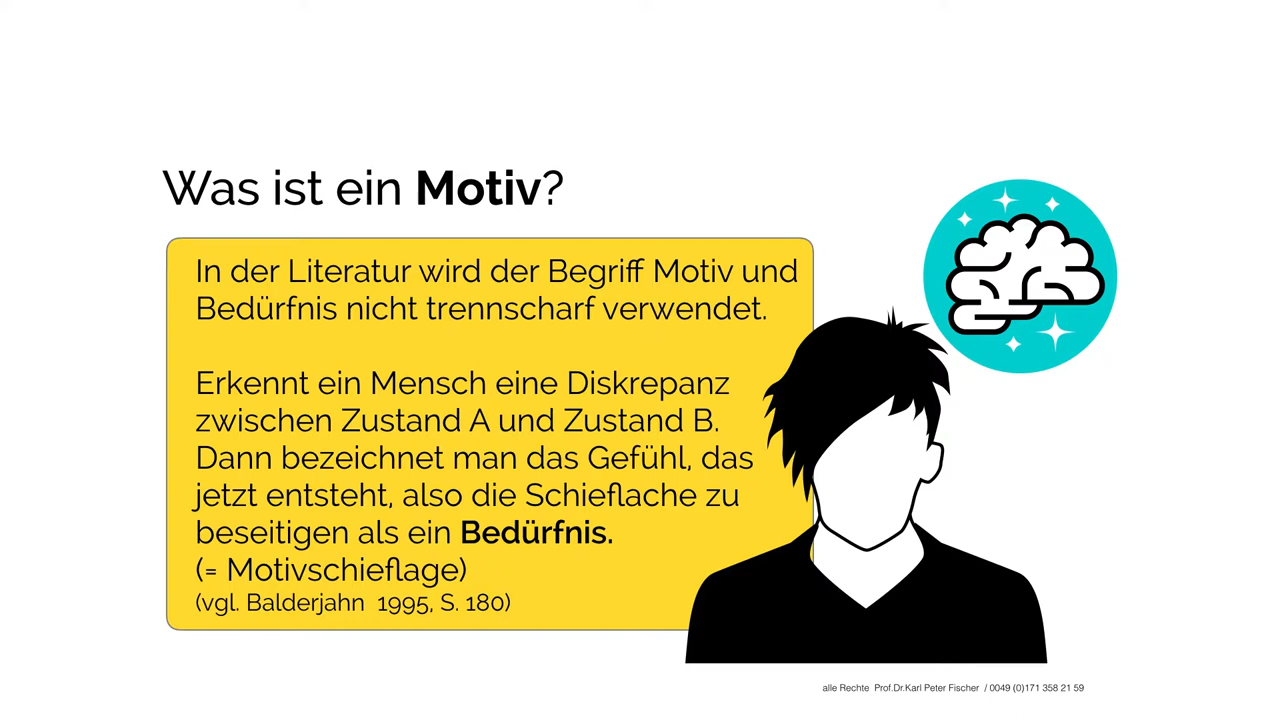 Was ist ein Motiv?
In der Literatur wird der Begriff Motiv und
Bedürfnis nicht trennscharf verwendet.
Erkennt ein Mensch eine Diskrepanz
zwischen Zustand A und Zustand B.
Dann bezeichnet man das Gefühl, das
jetzt entsteht, also die Schieflache zu
beseitigen als ein Bedürfnis.
(= Motivschieflage)
(vgl. Balderjahn 1995, S. 180)
alle Rechte Prof.Dr.Karl Peter Fischer / 0049 (0)171 358 21 59